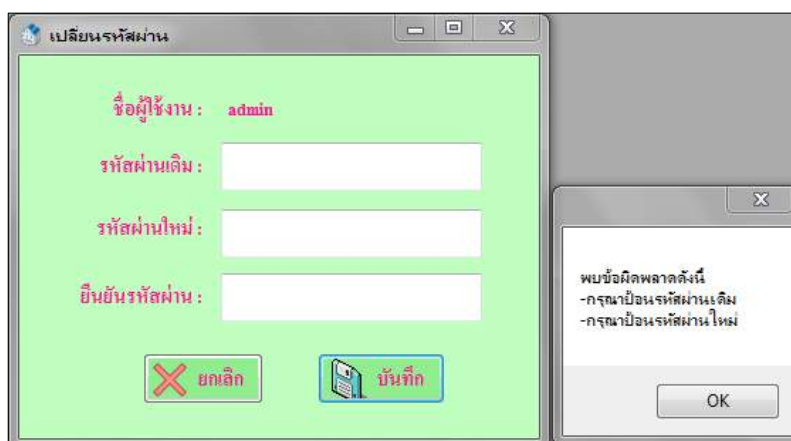 เปลี่ยนรหัสผ่าน
ชื่อผู้ใช้งาน : admin
รหัสผ่านเดิม :
รหัสผ่านใหม่ :
ยืนยันรหัสผ่าน :
ยกเลิก บันทึก
พบข้อผิดพลาดดังนี้
-กรุณาป้อนรหัสผ่านเดิม
-กรุณาป้อนรหัสผ่านใหม่
OK